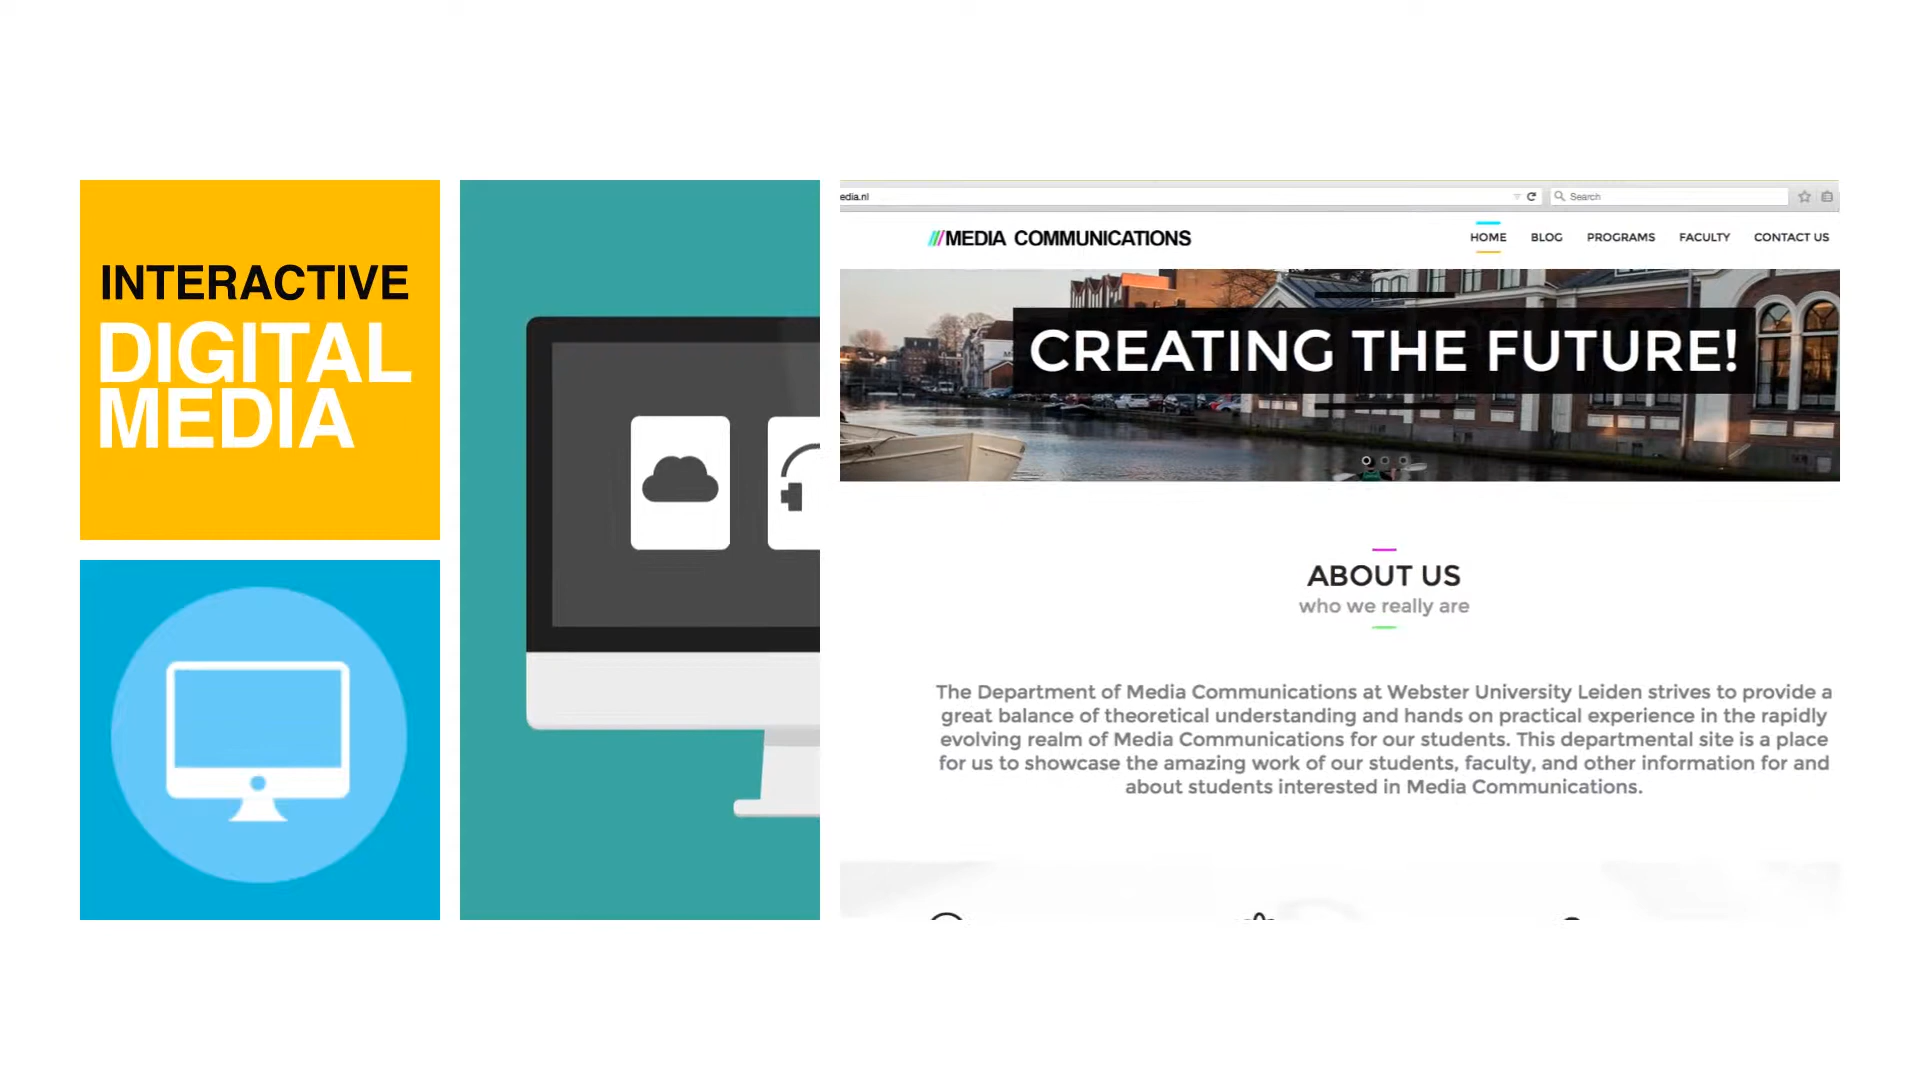 INTERACTIVE
DIGITAL
MEDIA
edia.nl
Search
///MEDIA COMMUNICATIONS
HOME
BLOG
PROGRAMS
FACULTY
CONTACT US
CREATING THE FUTURE!
ABOUT US
who we really are
The Department of Media Communications at Webster University Leiden strives to provide a
great balance of theoretical understanding and hands on practical experience in the rapidly
evolving realm of Media Communications for our students. This departmental site is a place
for us to showcase the amazing work of our students, faculty, and other information for and
about students interested in Media Communications.